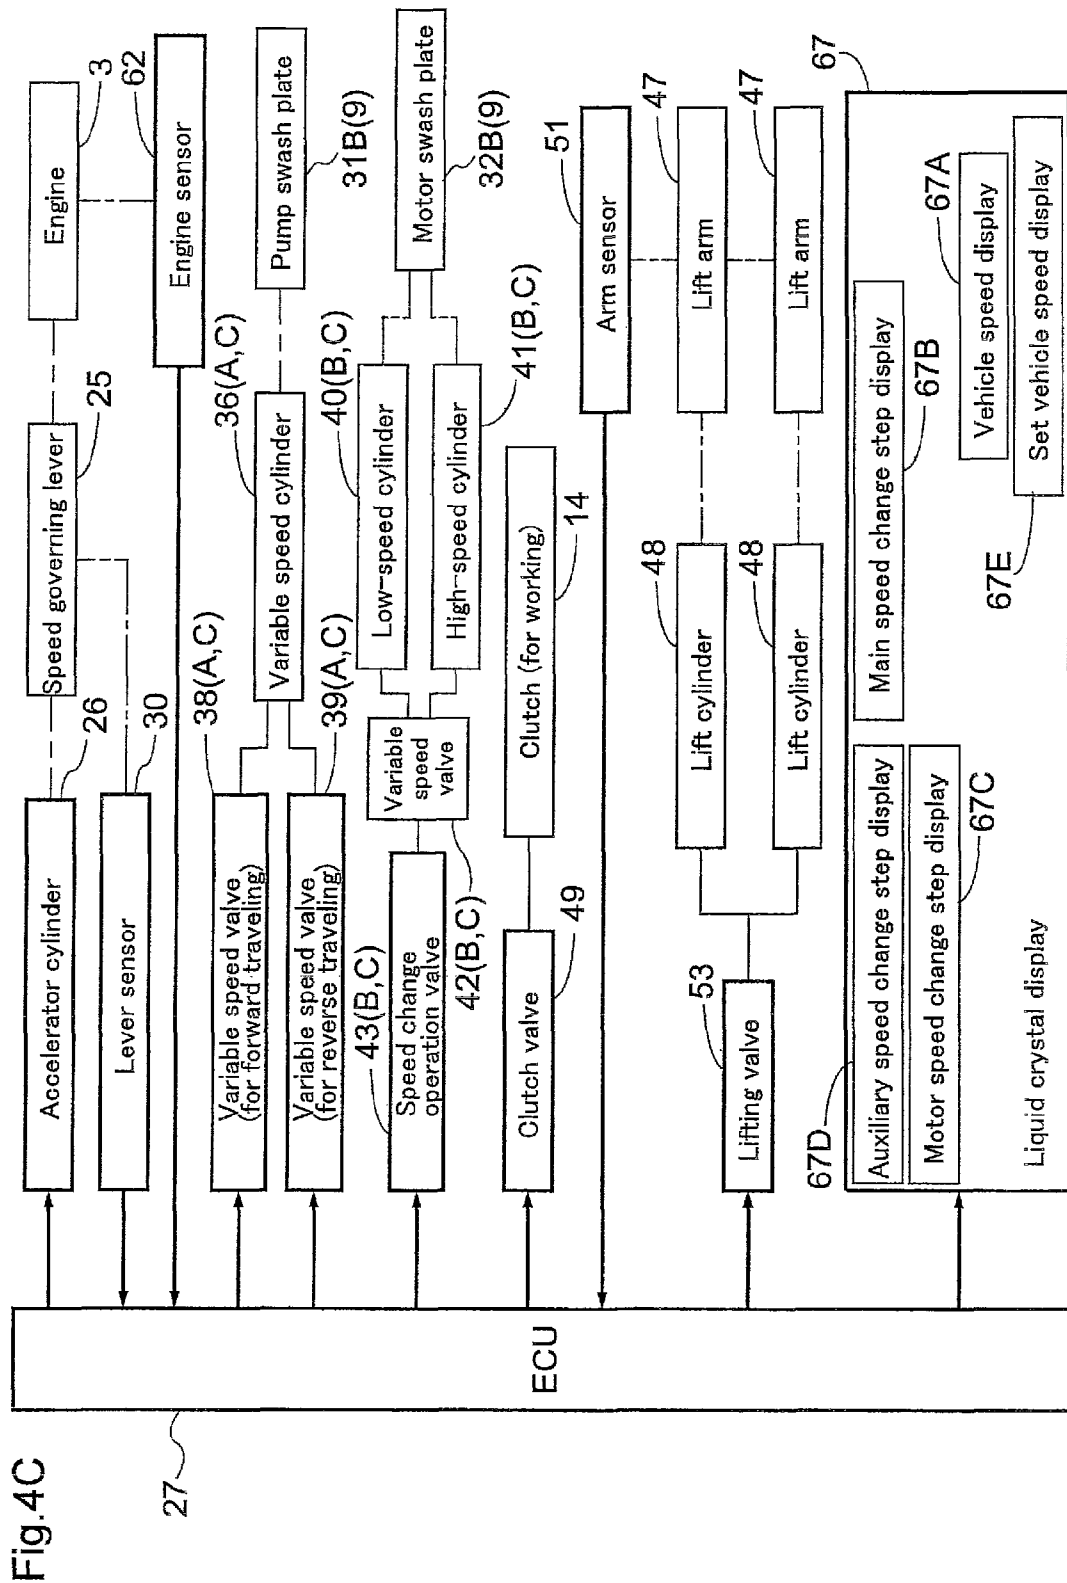 Fig.4C
27
ECU
Accelerator cylinder
26
Speed governing lever
25
Engine
3
Lever sensor
30
Engine sensor
62
Variable speed valve
(for forward traveling)
38(A,C)
Variable speed valve
(for reverse traveling)
39(A,C)
Variable speed cylinder
36(A,C)
Pump swash plate
31B(9)
43(B,C)
Speed change
operation valve
Variable
speed
valve
42(B,C)
Low-speed cylinder
40(B,C)
High-speed cylinder
41(B,C)
Motor swash plate
32B(9)
Clutch valve
49
Clutch (for working)
14
Arm sensor
51
Lifting valve
53
Lift cylinder
48
Lift arm
47
Lift cylinder
48
Lift arm
47
67
67D
Auxiliary speed change step display
Main speed change step display
67B
Motor speed change step display
67C
Vehicle speed display
67A
Set vehicle speed display
67E
Liquid crystal display